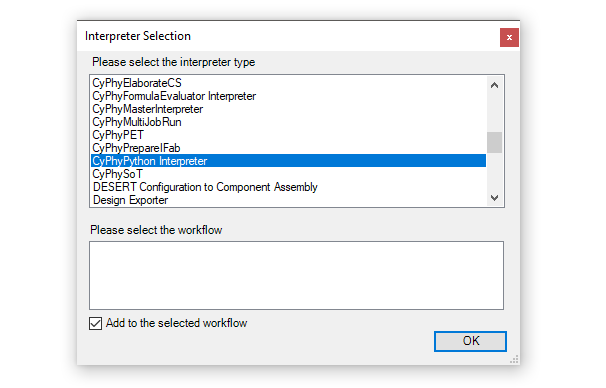 Interpreter Selection
x
Please select the interpreter type
CyPhyElaborateCS
CyPhyFormulaEvaluator Interpreter
CyPhyMasterInterpreter
CyPhyMultiJobRun
CyPhyPET
CyPhyPrepareIFab
CyPhyPython Interpreter
CyPhySoT
DESERT Configuration to Component Assembly
Design Exporter
Please select the workflow
Add to the selected workflow
OK